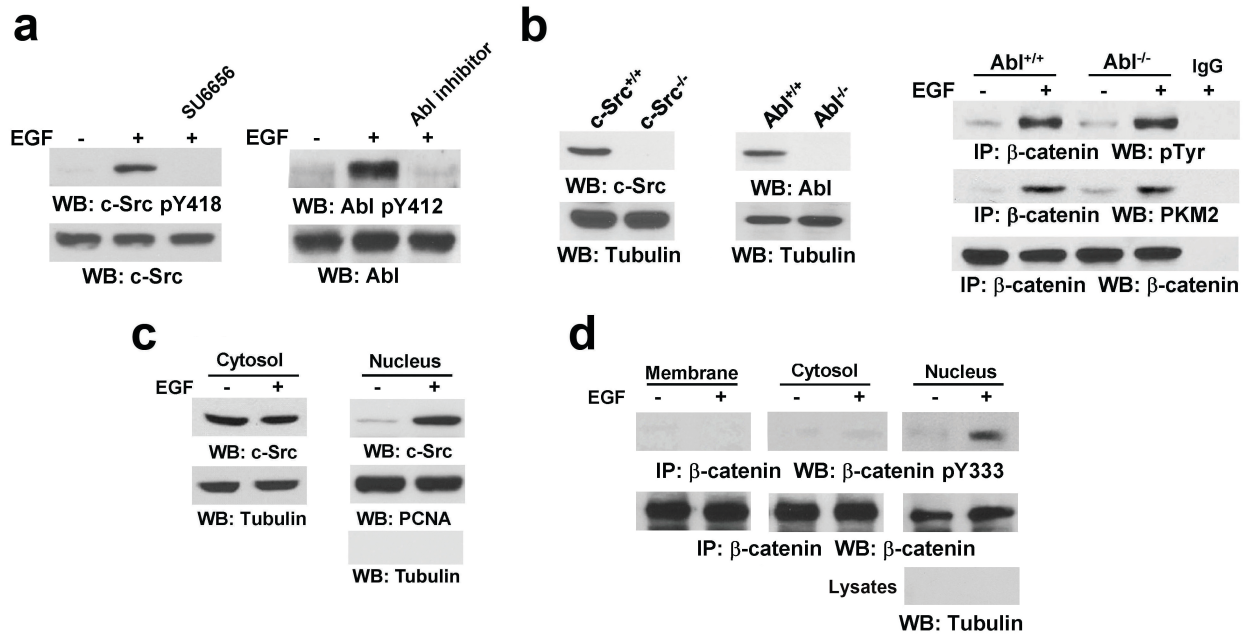 a
SU6656
EGF - + +
WB: c-Src pY418
WB: c-Src
Abl inhibitor
EGF - + +
WB: Abl pY412
WB: Abl
b
c-Src+/+ c-Src-/-
WB: c-Src
WB: Tubulin
Abl+/+ Abl-/-
WB: Abl
WB: Tubulin
Abl+/+ Abl-/- IgG
EGF - + - + +
IP: β-catenin WB: pTyr
IP: β-catenin WB: PKM2
IP: β-catenin WB: β-catenin
c
Cytosol Nucleus
EGF - + - +
WB: c-Src WB: c-Src
WB: Tubulin WB: PCNA
WB: Tubulin
d
Membrane Cytosol Nucleus
EGF - + - + - +
IP: β-catenin WB: β-catenin pY333
IP: β-catenin WB: β-catenin
Lysates
WB: Tubulin